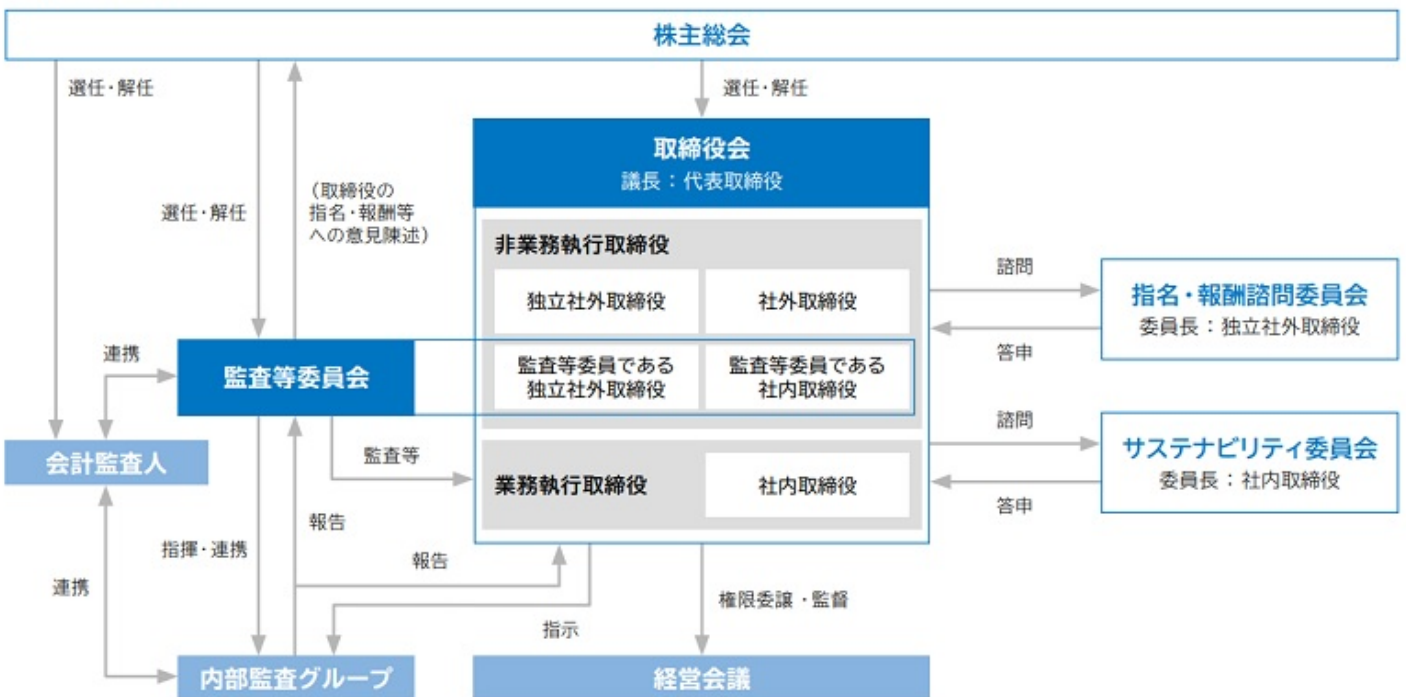 株主総会
選任・解任
選任・解任
選任・解任
(取締役の
指名・報酬等
への意見陳述)
取締役会
議長：代表取締役
非業務執行取締役
独立社外取締役
社外取締役
監査等委員である
独立社外取締役
監査等委員である
社内取締役
業務執行取締役
社内取締役
諮問
答申
指名・報酬諮問委員会
委員長：独立社外取締役
諮問
答申
サステナビリティ委員会
委員長：社内取締役
連携
監査等委員会
会計監査人
監査等
報告
指揮・連携
報告
連携
指示
権限委譲・監督
内部監査グループ
経営会議